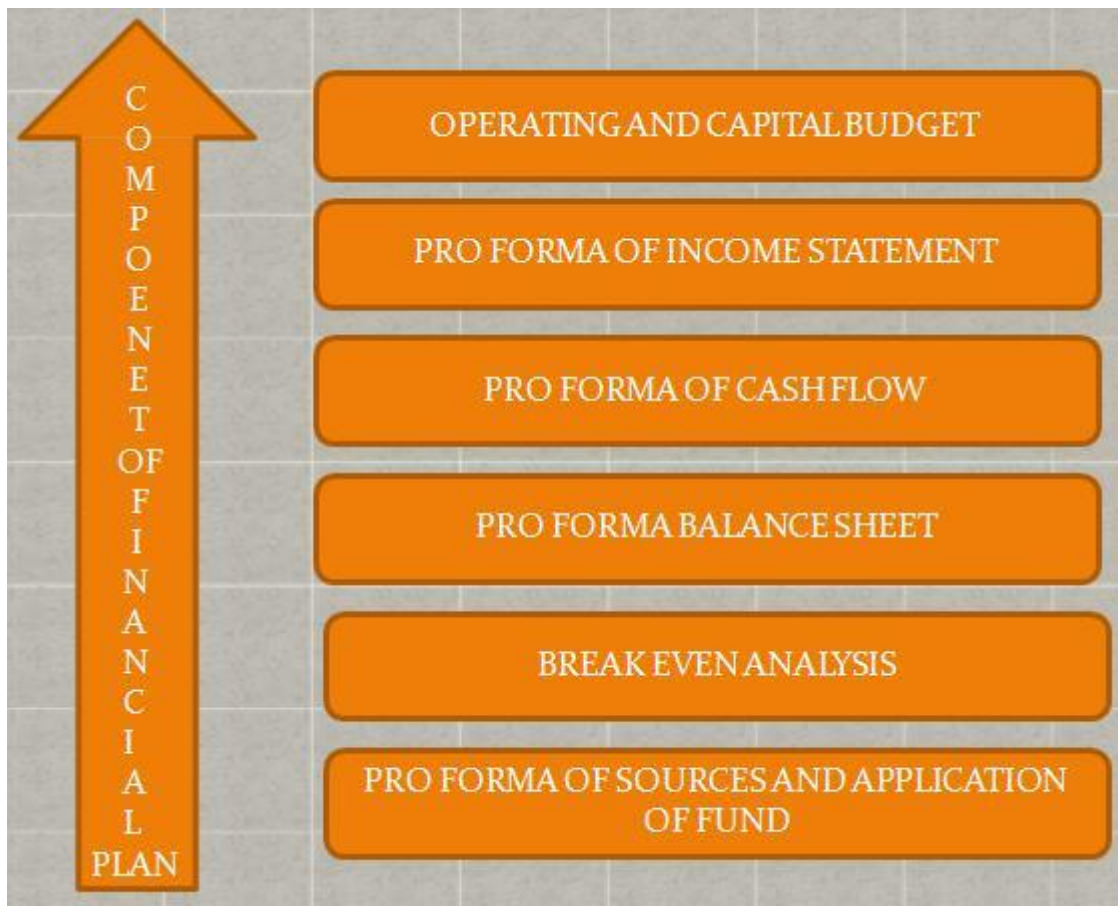 C
O
M
P
O
E
N
E
T
OF
F
I
N
A
N
C
I
A
L
PLAN
OPERATING AND CAPITAL BUDGET
PRO FORMA OF INCOME STATEMENT
PRO FORMA OF CASH FLOW
PRO FORMA BALANCE SHEET
BREAK EVEN ANALYSIS
PRO FORMA OF SOURCES AND APPLICATION
OF FUND